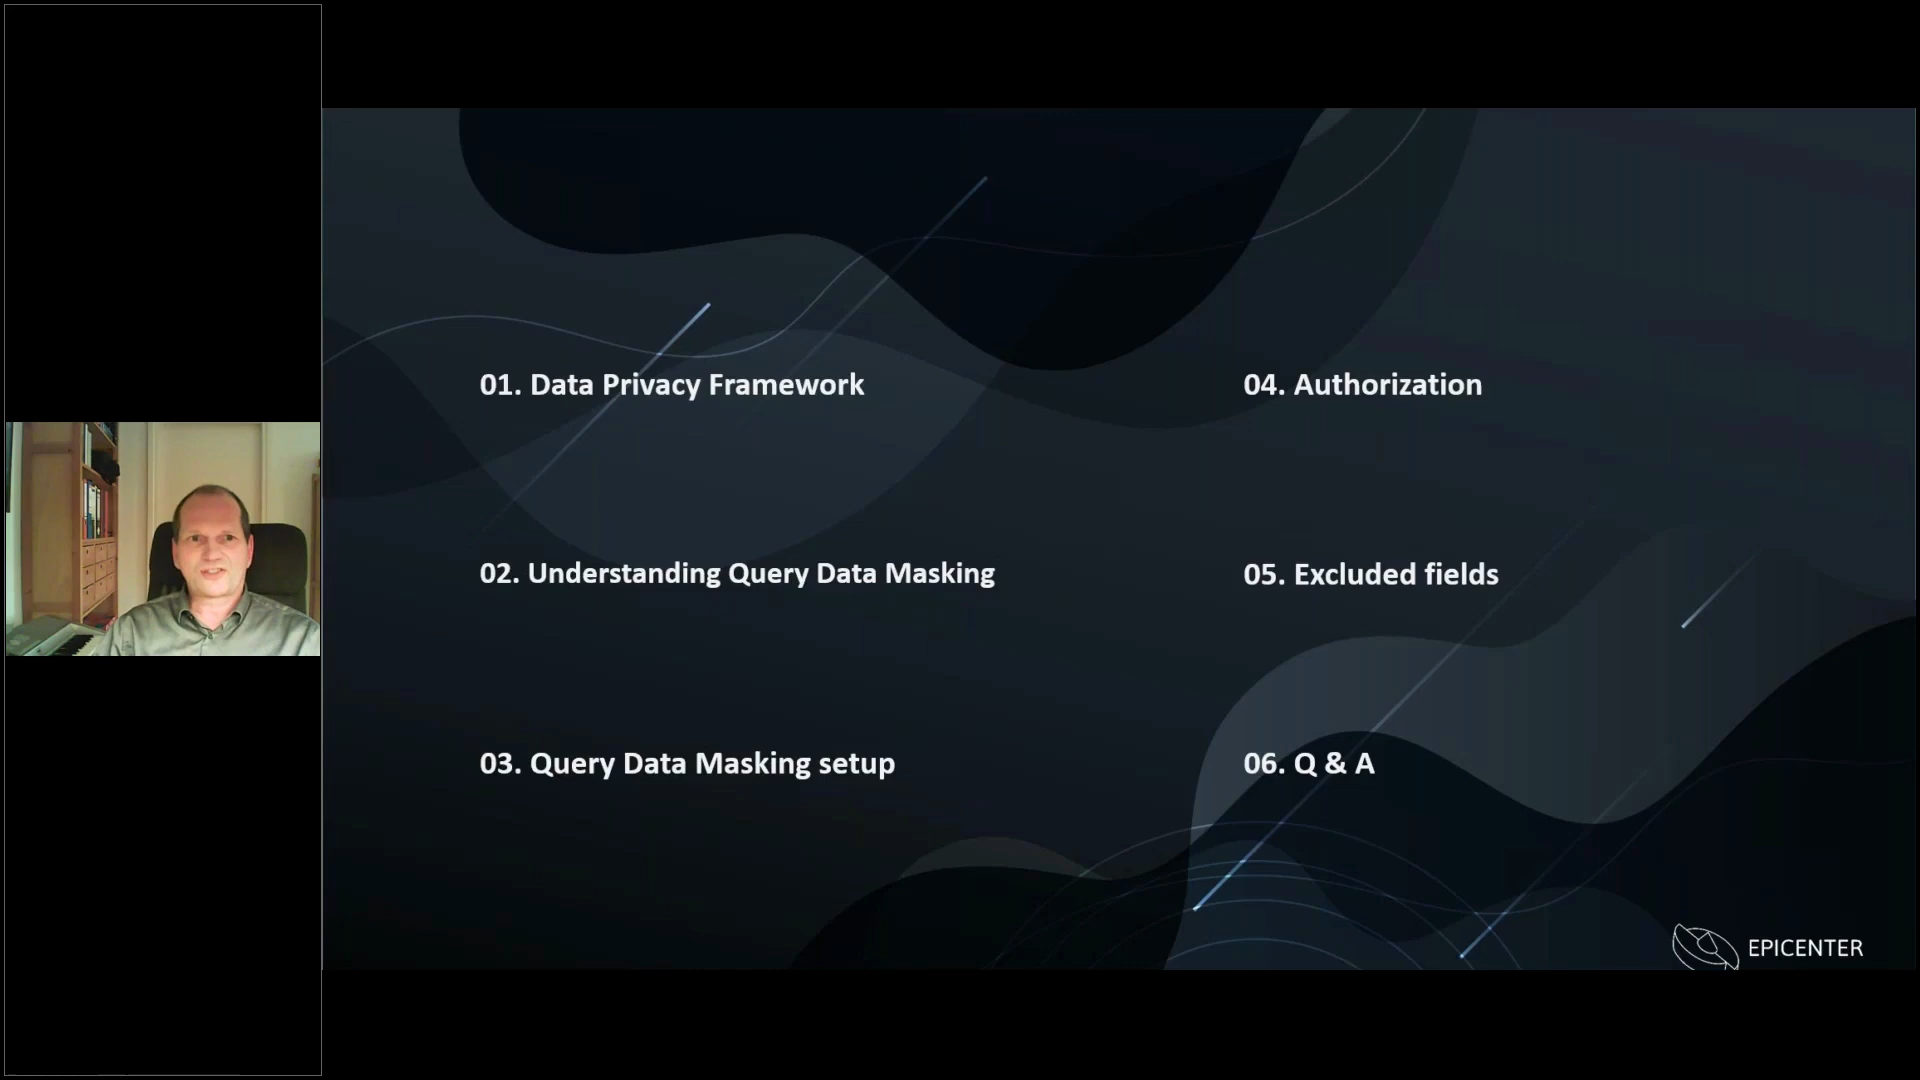 01. Data Privacy Framework
02. Understanding Query Data Masking
03. Query Data Masking setup
04. Authorization
05. Excluded fields
06. Q & A
EPICENTER